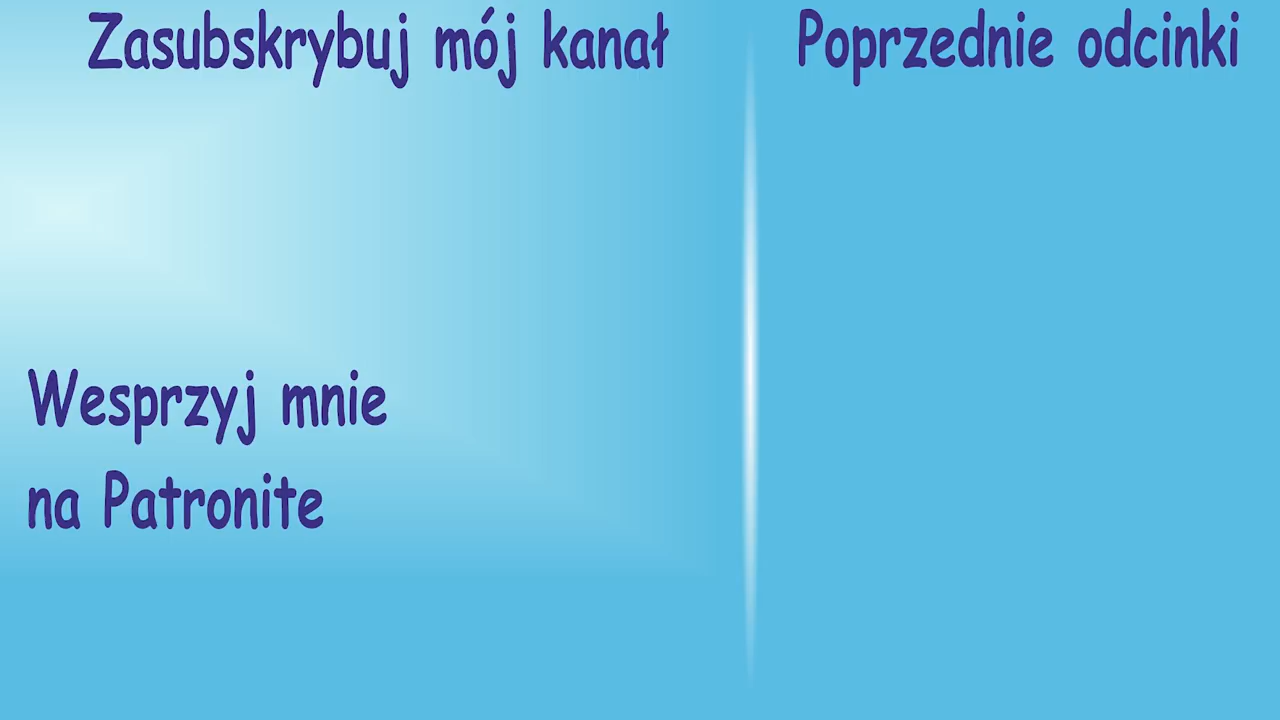 Zasubskrybuj mój kanał
Poprzednie odcinki
Wesprzyj mnie
na Patronite